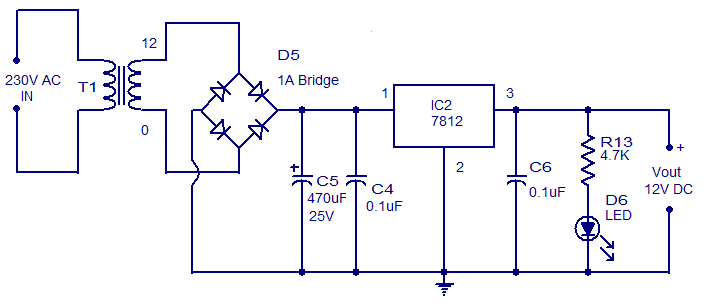 230V AC
IN
T1
12
0
D5
1A Bridge
1
IC2
7812
3
2
+
C5
470uF
25V
C4
0.1uF
C6
0.1uF
R13
4.7K
D6
LED
+
Vout
12V DC